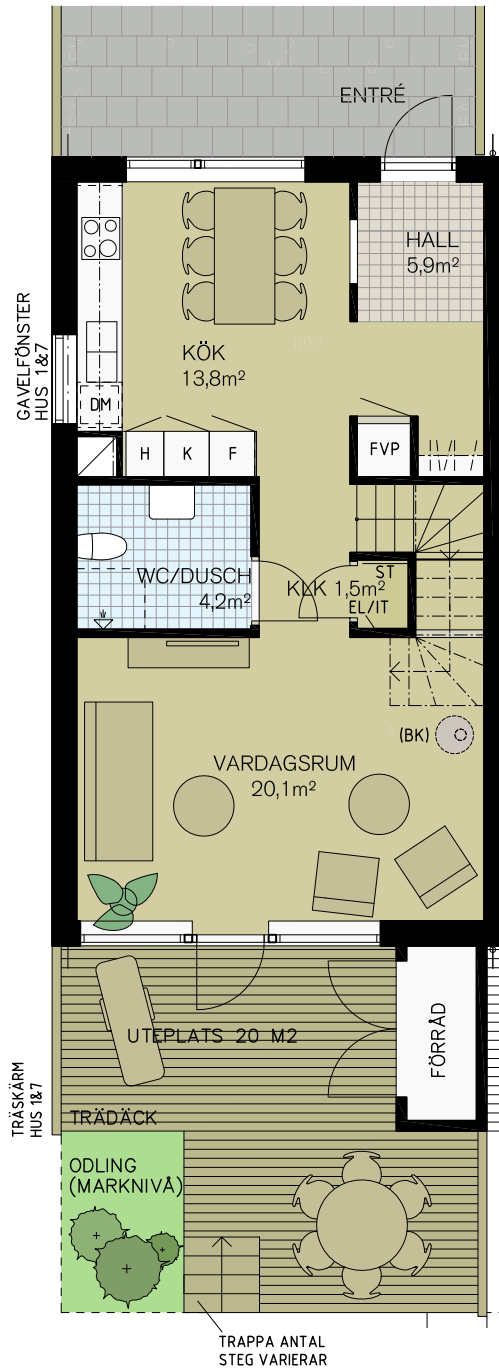 ENTRÉ
HALL
5,9m²
GAVELFÖNSTER
HUS 1&7
KÖK
13,8m²
DM
H K F
FVP
WC/DUSCH
4,2m²
KLK 1,5m²
ST
EL/IT
(BK)
VARDAGSRUM
20,1m²
UTEPLATS 20 M2
FÖRRÅD
TRÄSKÄRM
HUS 1&7
TRÄDÄCK
ODLING
(MARKNIVÅ)
TRAPPA ANTAL
STEG VARIERAR